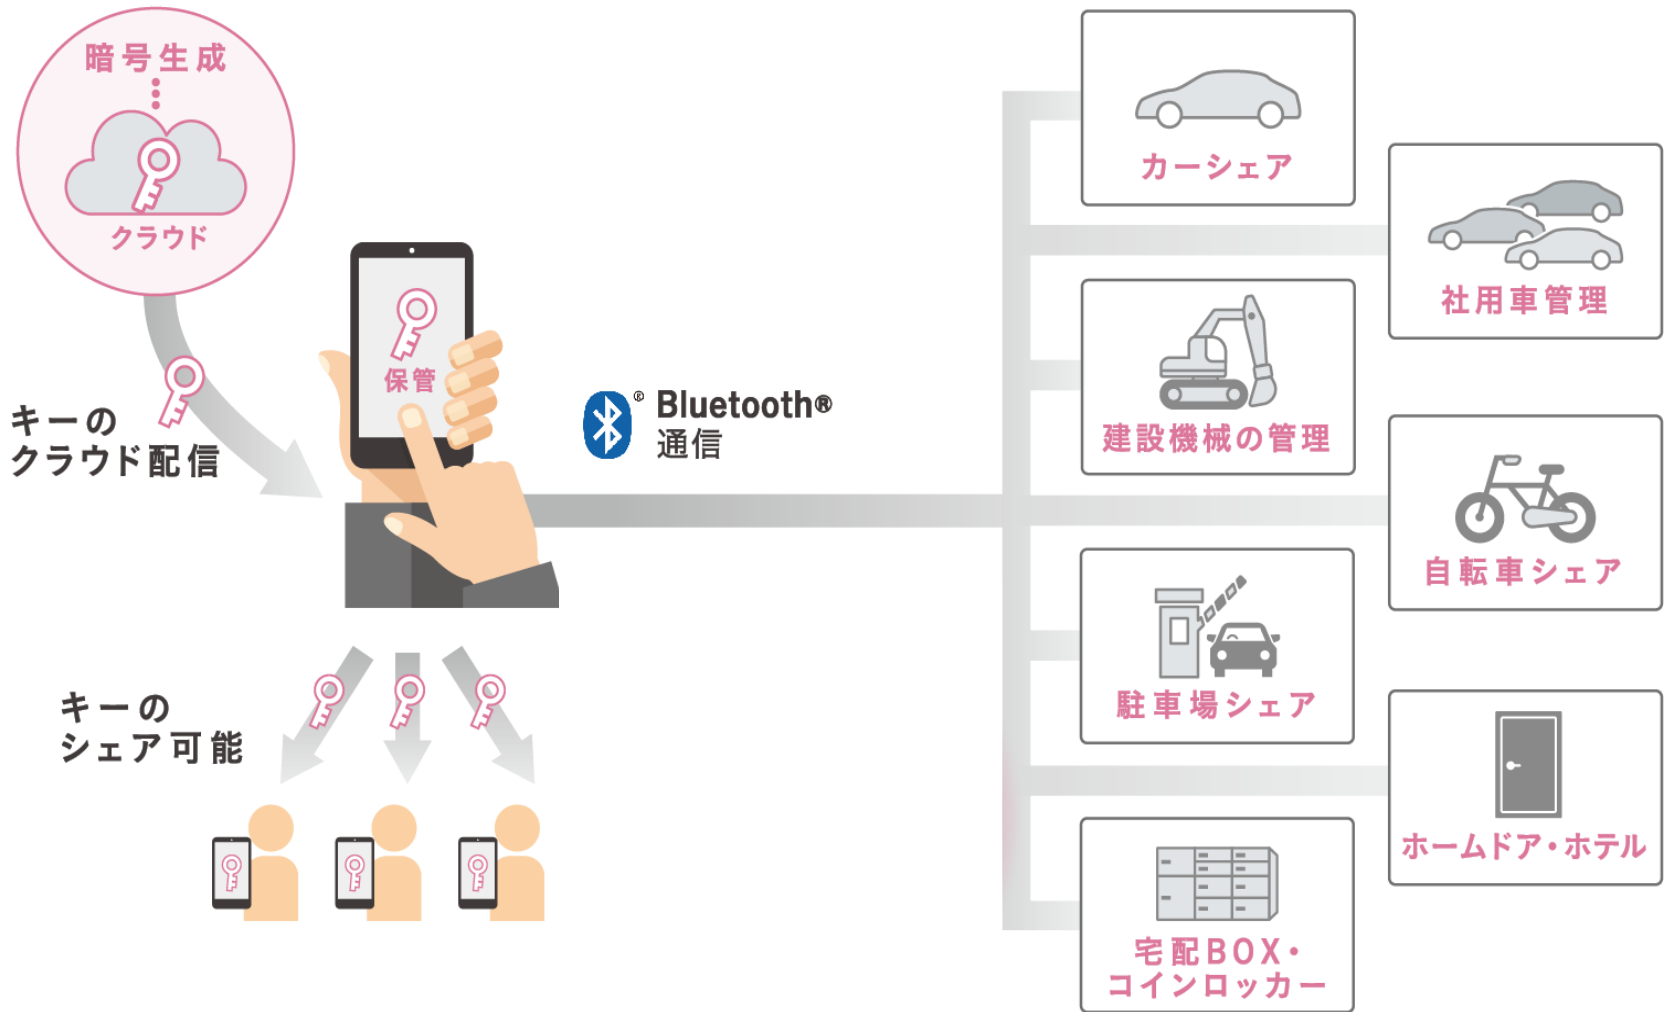 暗号生成
クラウド
キーの
クラウド配信
保管
® Bluetooth®
通信
キーの
シェア可能
カーシェア
社用車管理
建設機械の管理
自転車シェア
駐車場シェア
ホームドア・ホテル
宅配BOX・
コインロッカー